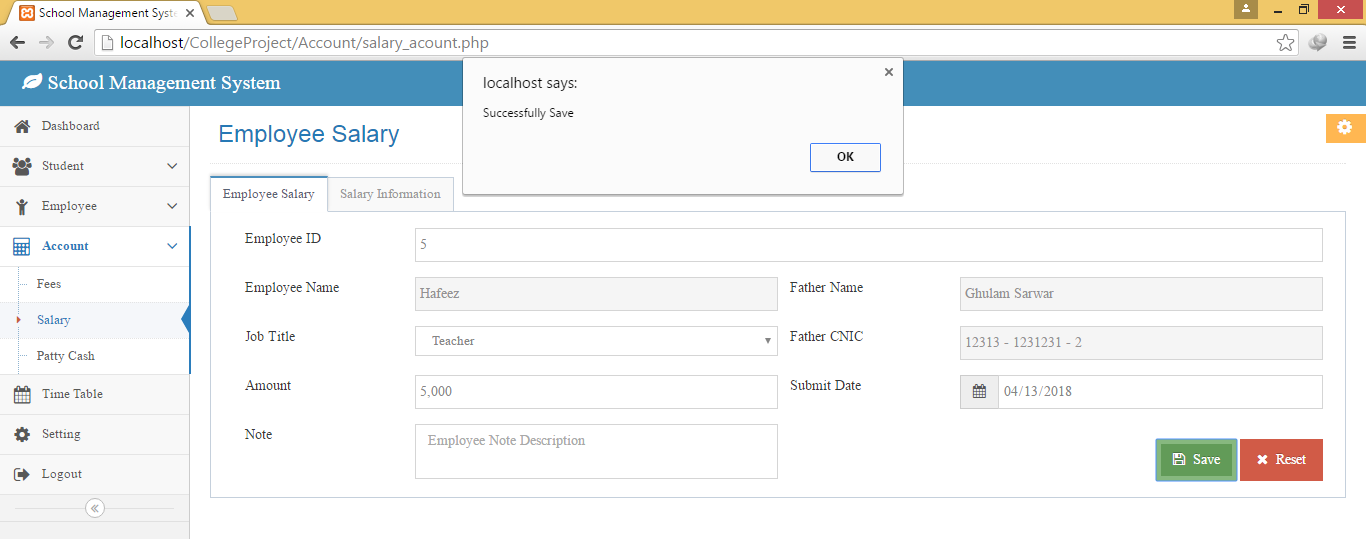 School Management Syste
localhost/CollegeProject/Account/salary_acount.php
School Management System
localhost says:
Successfully Save
OK
Dashboard
Student
Employee
Account
Fees
Salary
Patty Cash
Time Table
Setting
Logout
Employee Salary
Employee Salary Salary Information
Employee ID 5
Employee Name Hafeez Father Name Ghulam Sarwar
Job Title Teacher Father CNIC 12313 - 1231231 - 2
Amount 5,000 Submit Date 04/13/2018
Note Employee Note Description
Save Reset